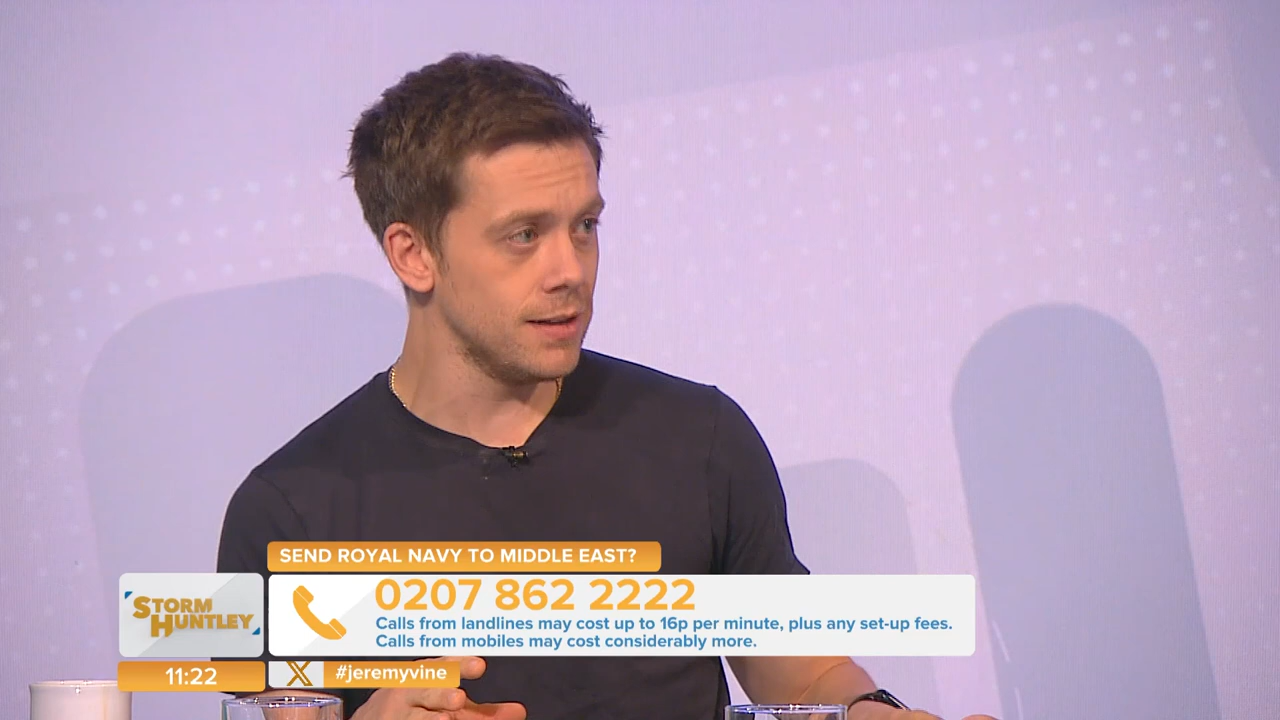 SEND ROYAL NAVY TO MIDDLE EAST?
STORM
HUNTLEY
0207 862 2222
Calls from landlines may cost up to 16p per minute, plus any set-up fees.
Calls from mobiles may cost considerably more.
11:22
#jeremyvine